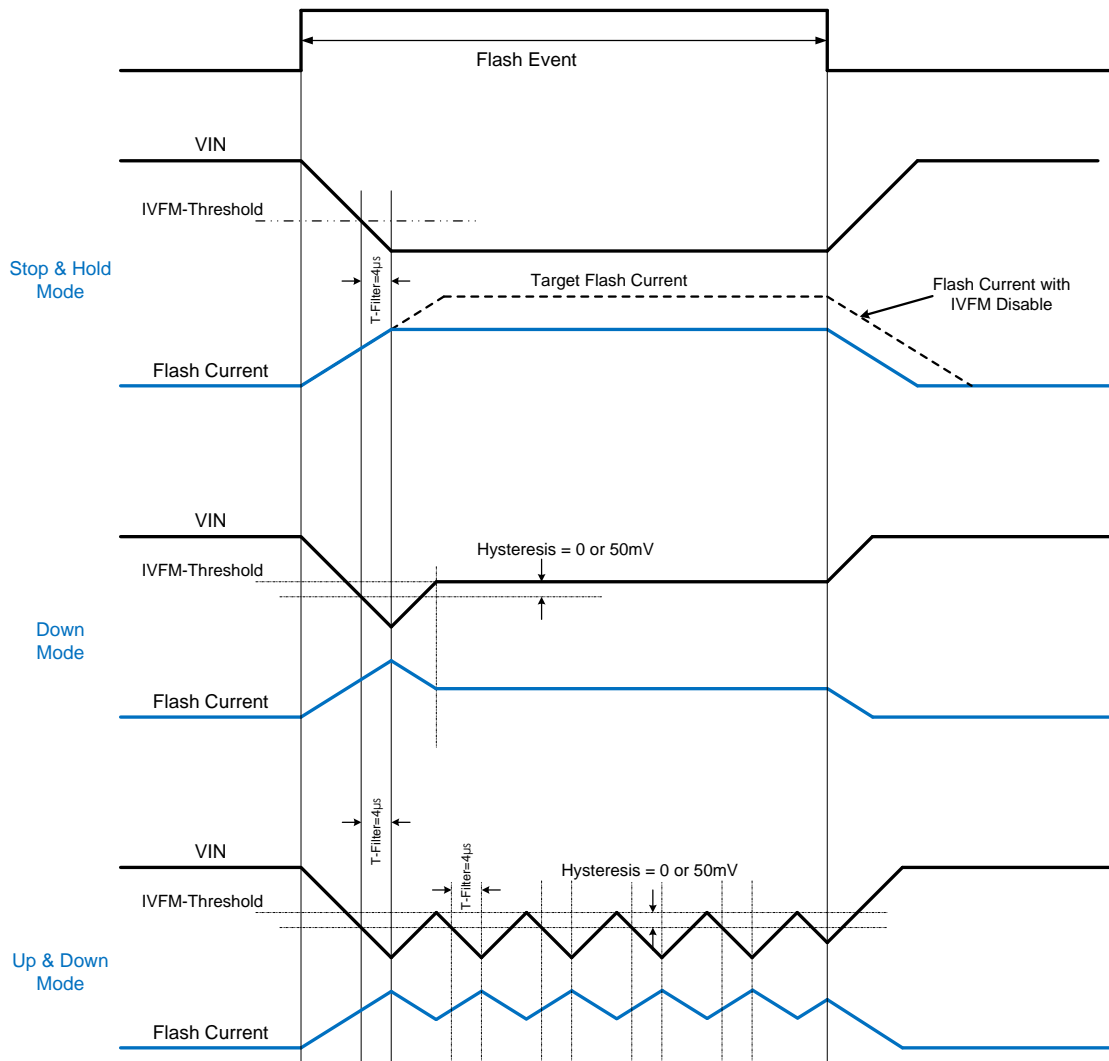 Flash Event
VIN
IVFM-Threshold
Stop & Hold
Mode
T-Filter=4µs
Target Flash Current
Flash Current with
IVFM Disable
Flash Current
VIN
Hysteresis = 0 or 50mV
IVFM-Threshold
Down
Mode
Flash Current
T-Filter=4µs
VIN
T-Filter=4µs
Hysteresis = 0 or 50mV
IVFM-Threshold
Up & Down
Mode
Flash Current